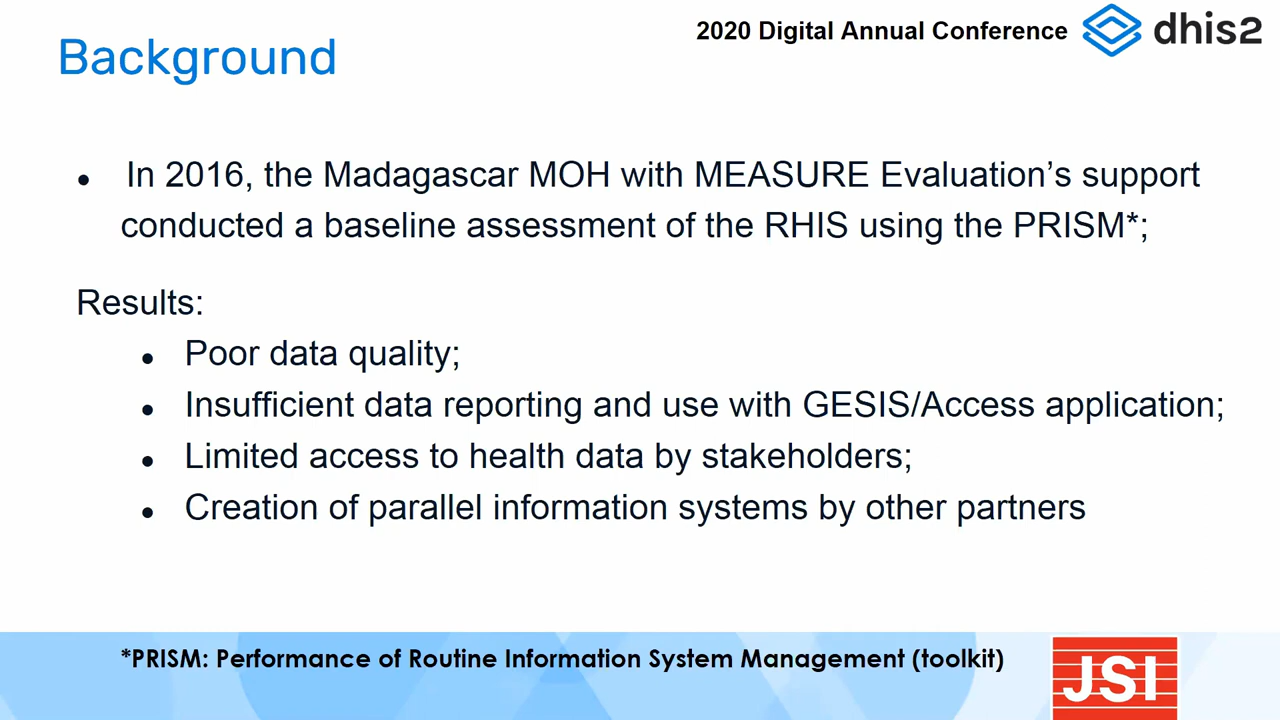 2020 Digital Annual Conference
dhis2
Background
• In 2016, the Madagascar MOH with MEASURE Evaluation’s support
conducted a baseline assessment of the RHIS using the PRISM*;
Results:
• Poor data quality;
• Insufficient data reporting and use with GESIS/Access application;
• Limited access to health data by stakeholders;
• Creation of parallel information systems by other partners
*PRISM: Performance of Routine Information System Management (toolkit)
JSI